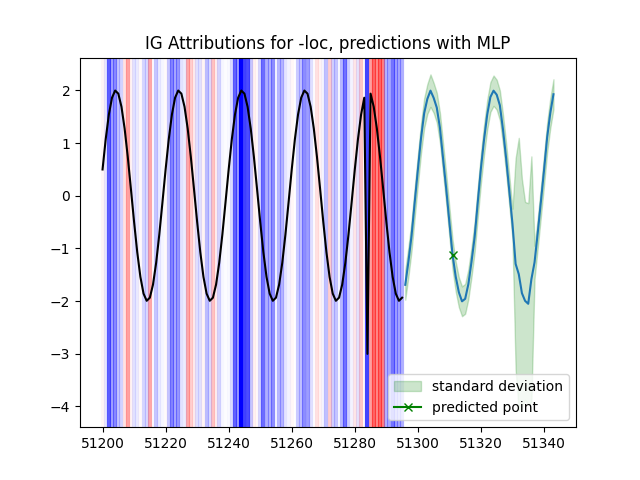 IG Attributions for -loc, predictions with MLP
2
1
0
−1
−2
−3
−4
standard deviation
predicted point
51200 51220 51240 51260 51280 51300 51320 51340